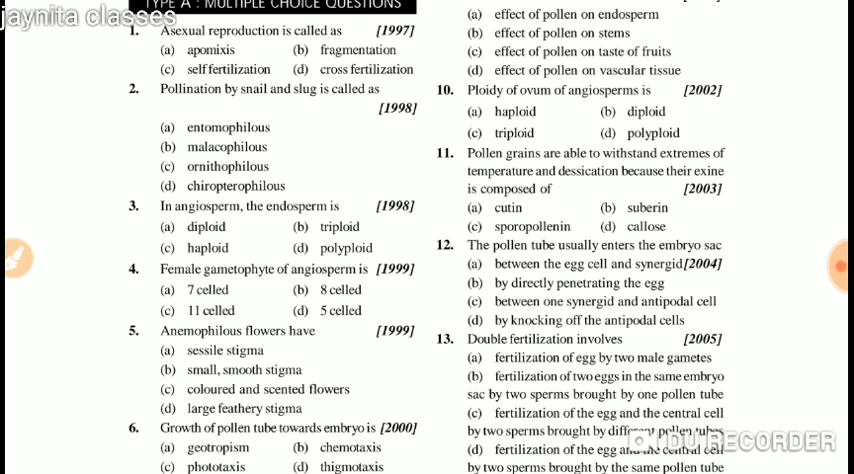 TYPE A : MULTIPLE CHOICE QUESTIONS
jaynita classes
1. Asexual reproduction is called as [1997]
(a) apomixis (b) fragmentation
(c) self fertilization (d) cross fertilization
2. Pollination by snail and slug is called as
[1998]
(a) entomophilous
(b) malacophilous
(c) ornithophilous
(d) chiropterophilous
3. In angiosperm, the endosperm is [1998]
(a) diploid (b) triploid
(c) haploid (d) polyploid
4. Female gametophyte of angiosperm is [1999]
(a) 7 celled (b) 8 celled
(c) 11 celled (d) 5 celled
5. Anemophilous flowers have [1999]
(a) sessile stigma
(b) small, smooth stigma
(c) coloured and scented flowers
(d) large feathery stigma
6. Growth of pollen tube towards embryo is [2000]
(a) geotropism (b) chemotaxis
(c) phototaxis (d) thigmotaxis
(a) effect of pollen on endosperm
(b) effect of pollen on stems
(c) effect of pollen on taste of fruits
(d) effect of pollen on vascular tissue
10. Ploidy of ovum of angiosperms is [2002]
(a) haploid (b) diploid
(c) triploid (d) polyploid
11. Pollen grains are able to withstand extremes of
temperature and dessication because their exine
is composed of [2003]
(a) cutin (b) suberin
(c) sporopollenin (d) callose
12. The pollen tube usually enters the embryo sac
(a) between the egg cell and synergid [2004]
(b) by directly penetrating the egg
(c) between one synergid and antipodal cell
(d) by knocking off the antipodal cells
13. Double fertilization involves [2005]
(a) fertilization of egg by two male gametes
(b) fertilization of two eggs in the same embryo
sac by two sperms brought by one pollen tube
(c) fertilization of the egg and the central cell
by two sperms brought by different pollen tubes
(d) fertilization of the egg and the central cell
by two sperms brought by the same pollen tube
DU RECORDER